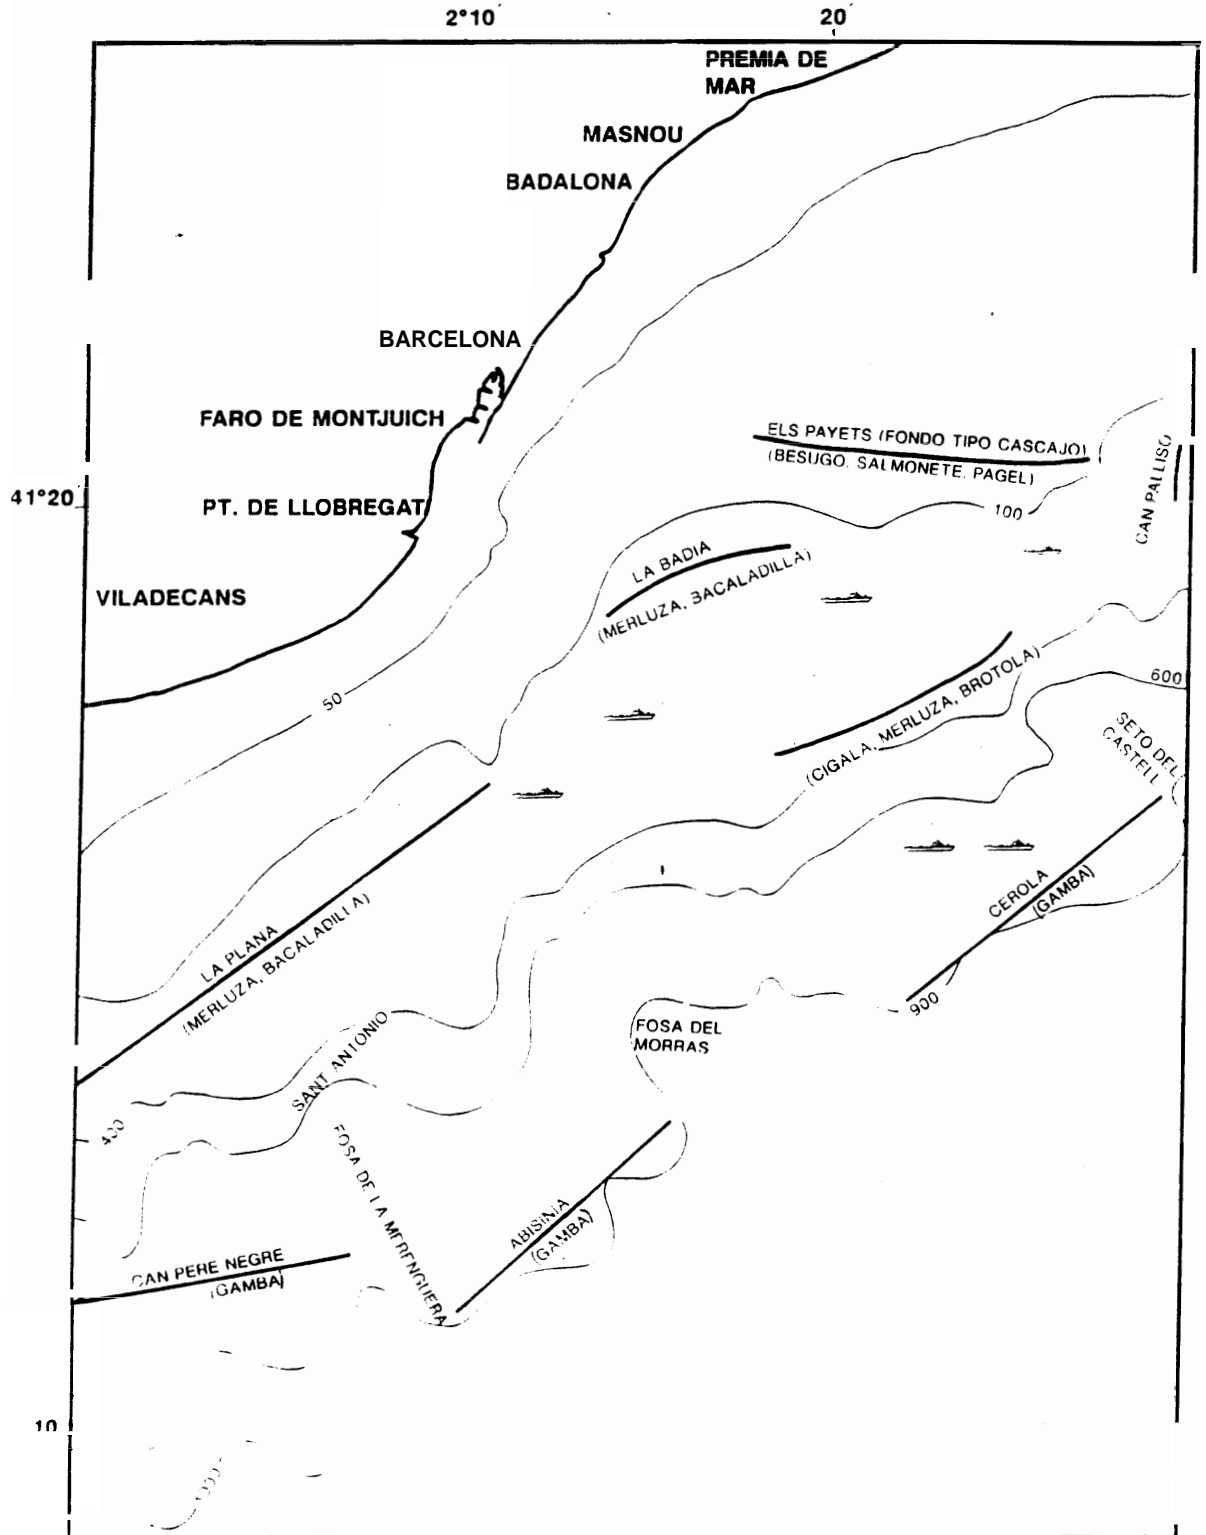 2°10′
20′
PREMIA DE
MAR
MASNOU
BADALONA
BARCELONA
FARO DE MONTJUICH
ELS PAYETS (FONDO TIPO CASCAJO)
(BESUGO. SALMONETE. PAGEL)
CAN PALLISO
41°20′
PT. DE LLOBREGAT
100
LA BADIA
(MERLUZA, BACALADILLA)
VILADECANS
50
(CIGALA, MERLUZA, BROTOLA)
600
SETO DEL
CASTELL
CEROLA
(GAMBA)
LA PLANA
(MERLUZA, BACALADILLA)
900
SANT ANTONIO
FOSA DEL
MORRAS
400
FOSA DE LA MERENGUERA
ABISINIA
(GAMBA)
CAN PERE NEGRE
(GAMBA)
10
1000